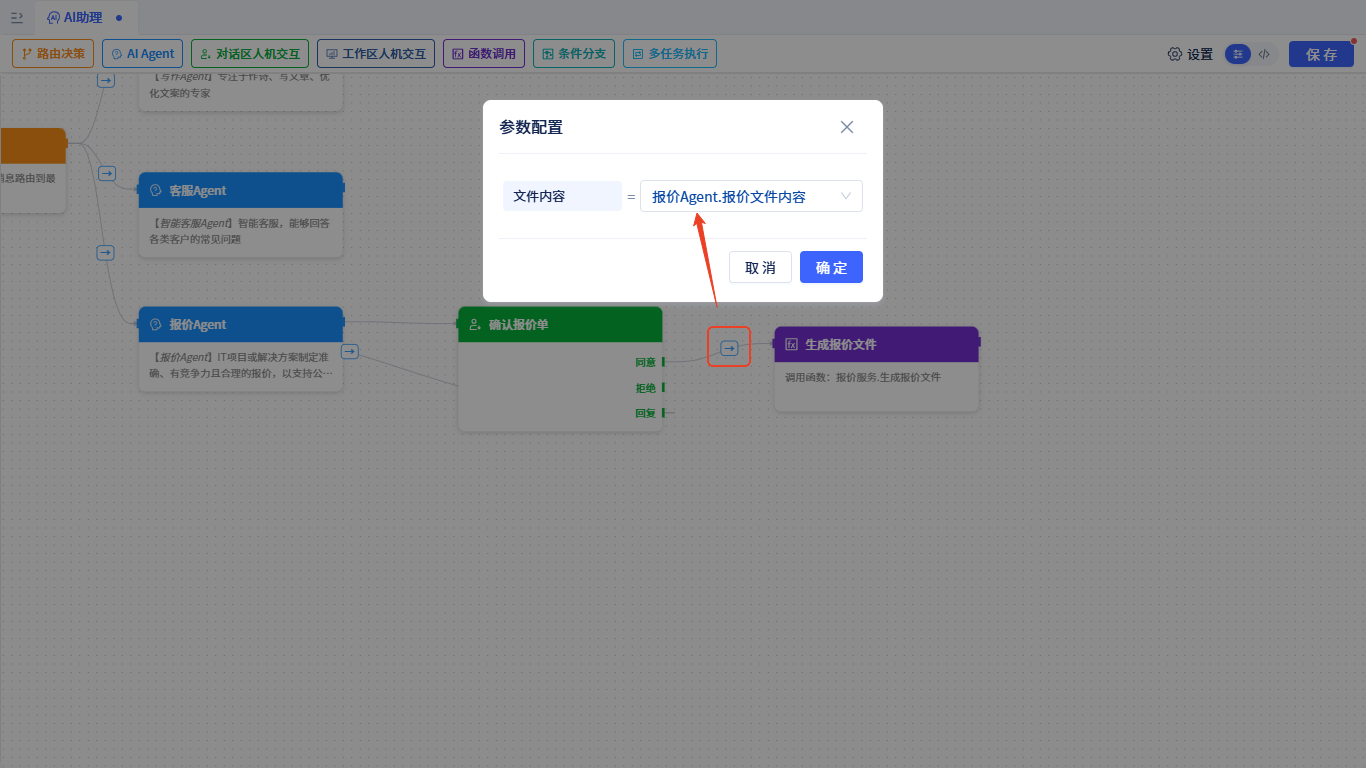 AI助理
路由决策
AI Agent
对话区人机交互
工作区人机交互
函数调用
条件分支
多任务执行
设置
保存
【写作Agent】专注于作诗、写文章、优
化文案的专家
消息路由到最
客服Agent
【智能客服Agent】智能客服，能够回答
各类客户的常见问题
报价Agent
【报价Agent】IT项目或解决方案制定准
确、有竞争力且合理的报价，以支持公…
确认报价单
同意
拒绝
回复
生成报价文件
调用函数：报价服务.生成报价文件
参数配置
文件内容
=
报价Agent.报价文件内容
取消
确定